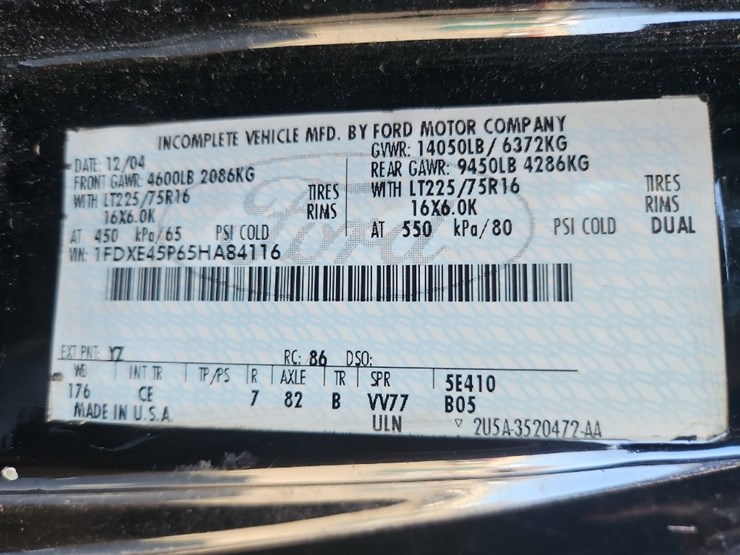 INCOMPLETE VEHICLE MFD. BY FORD MOTOR COMPANY
DATE: 12/04 GVWR: 14050LB/ 6372KG
FRONT GAWR: 4600LB 2086KG REAR GAWR: 9450LB 4286KG
WITH LT225/75R16 TIRES WITH LT225/75R16 TIRES
16X6.0K RIMS 16X6.0K RIMS
AT 450 kPa/65 PSI COLD AT 550 kPa/80 PSI COLD DUAL
VIN: 1FDXE45P65HA84116
Ford
EXT PNT: YZ RC: 86 DSO:
WB INT TR TP/PS R AXLE TR SPR 5E410
176 CE 7 82 B VV77 B05
MADE IN U.S.A. ULN ▽ 2U5A-3520472-AA